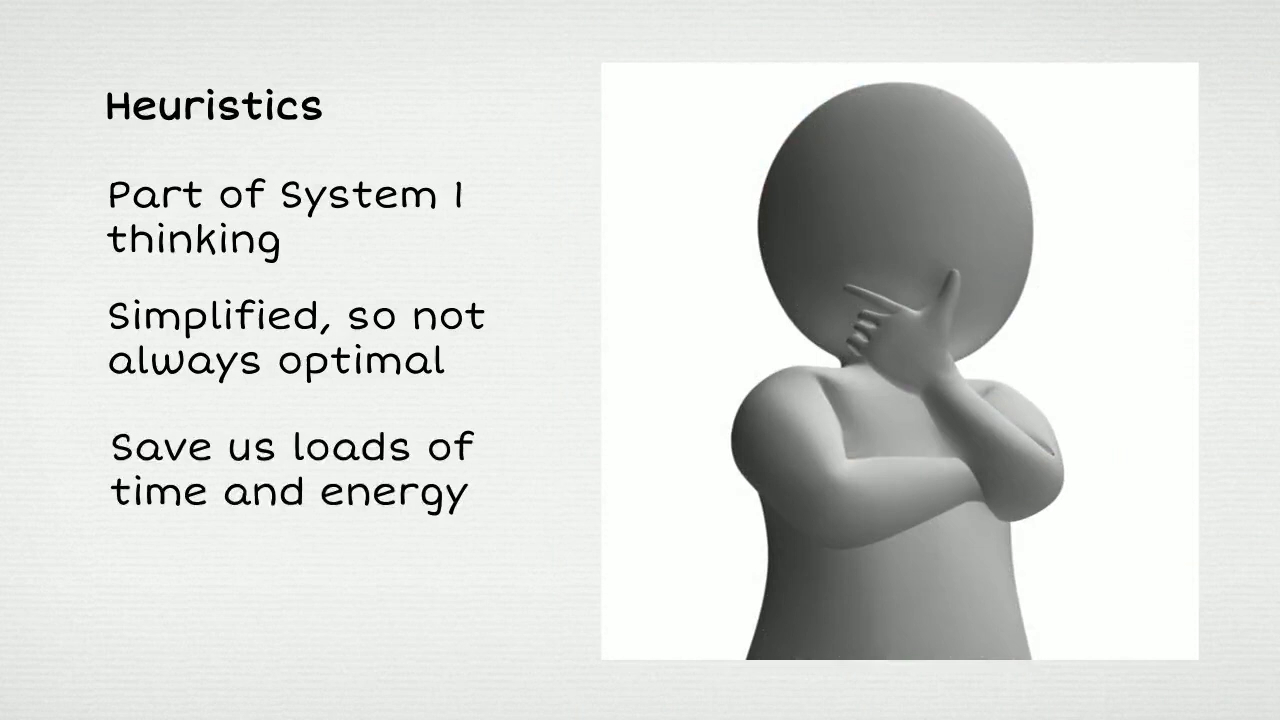 Heuristics
Part of System 1
thinking
Simplified, so not
always optimal
Save us loads of
time and energy